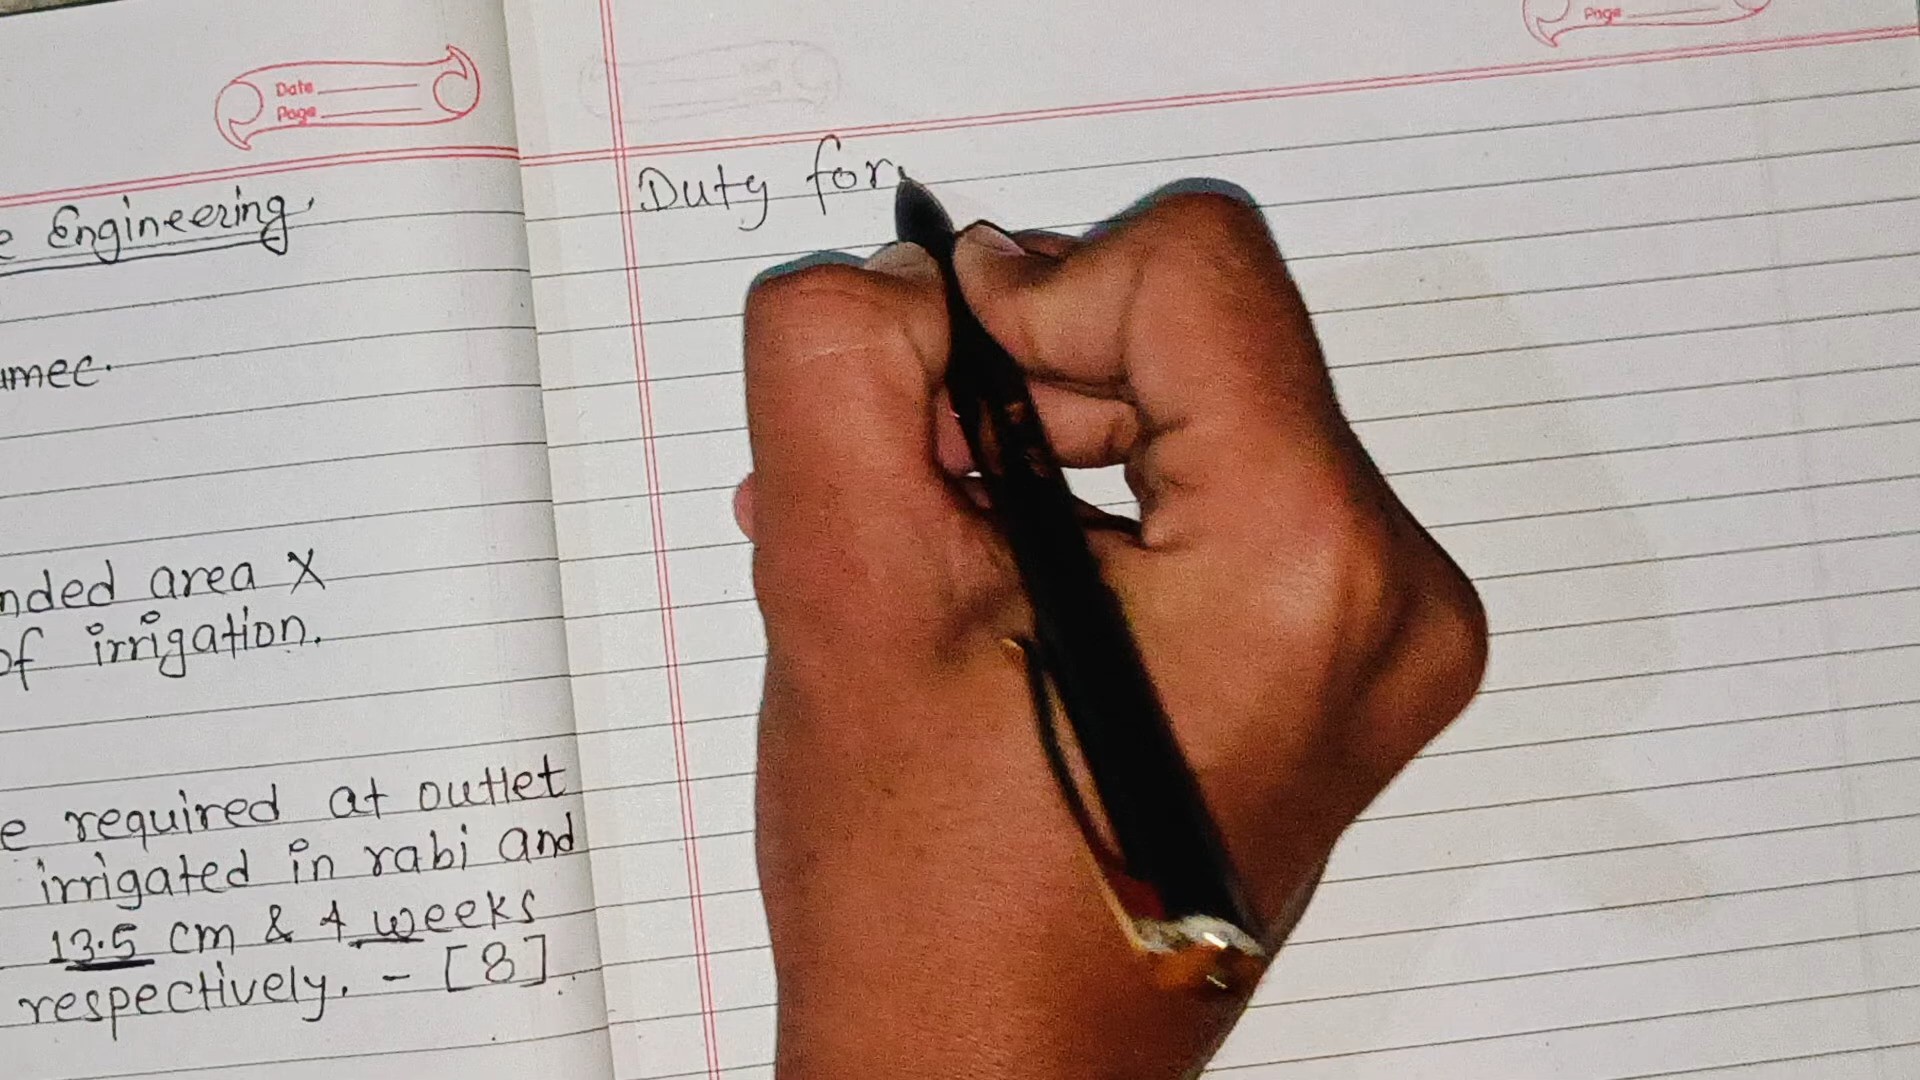 Date
Page
Page
Engineering.
nded area X
of irrigation.
e required at outlet
irrigated in rabi and
13.5 cm & 4 weeks
respectively. - [8].
Duty for